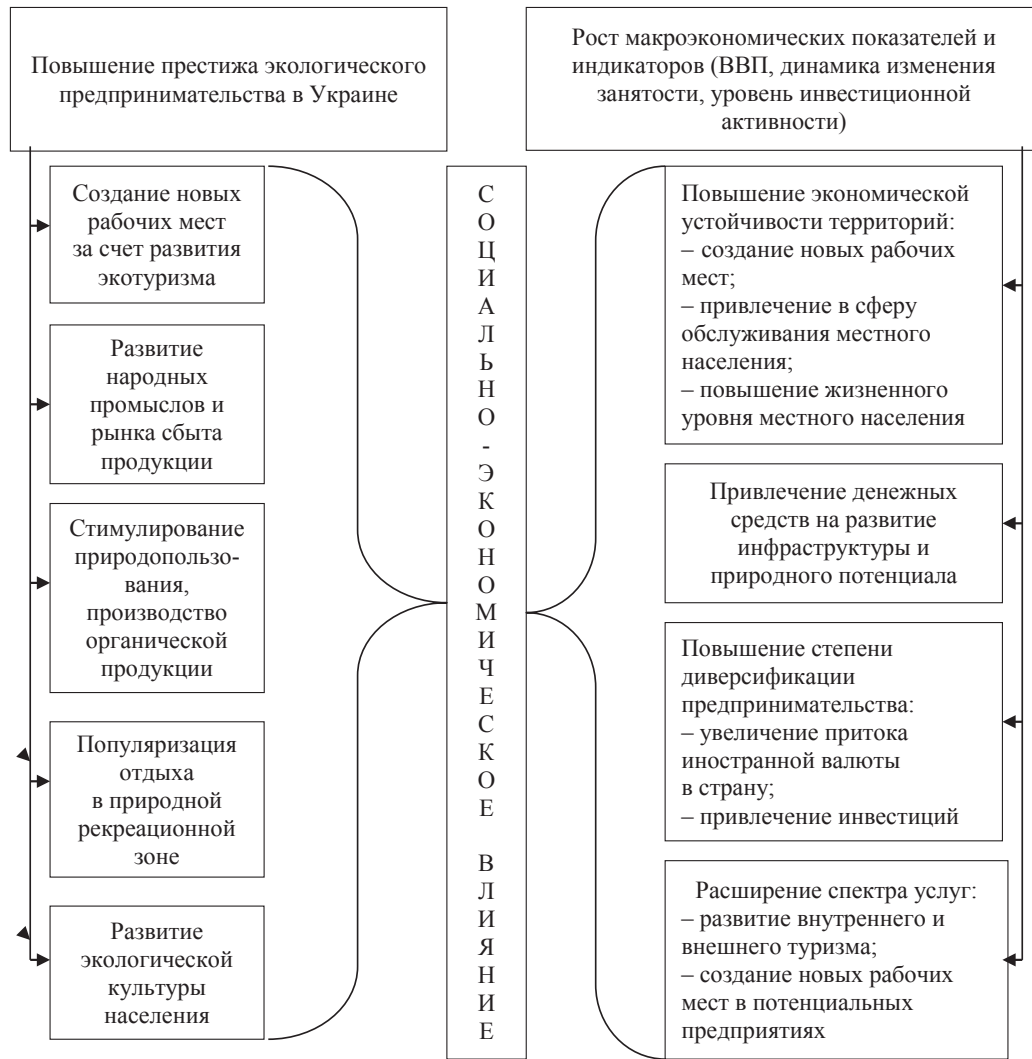 Повышение престижа экологического
предпринимательства в Украине
Рост макроэкономических показателей и
индикаторов (ВВП, динамика изменения
занятости, уровень инвестиционной
активности)
Создание новых
рабочих мест
за счет развития
экотуризма
Развитие
народных
промыслов и
рынка сбыта
продукции
Стимулирование
природопользо-
вания,
производство
органической
продукции
Популяризация
отдыха
в природной
рекреационной
зоне
Развитие
экологической
культуры
населения
СОЦИАЛЬНО-ЭКОНОМИЧЕСКОЕ ВЛИЯНИЕ
Повышение экономической
устойчивости территорий:
– создание новых рабочих
мест;
– привлечение в сферу
обслуживания местного
населения;
– повышение жизненного
уровня местного населения
Привлечение денежных
средств на развитие
инфраструктуры и
природного потенциала
Повышение степени
диверсификации
предпринимательства:
– увеличение притока
иностранной валюты
в страну;
– привлечение инвестиций
Расширение спектра услуг:
– развитие внутреннего и
внешнего туризма;
– создание новых рабочих
мест в потенциальных
предприятиях